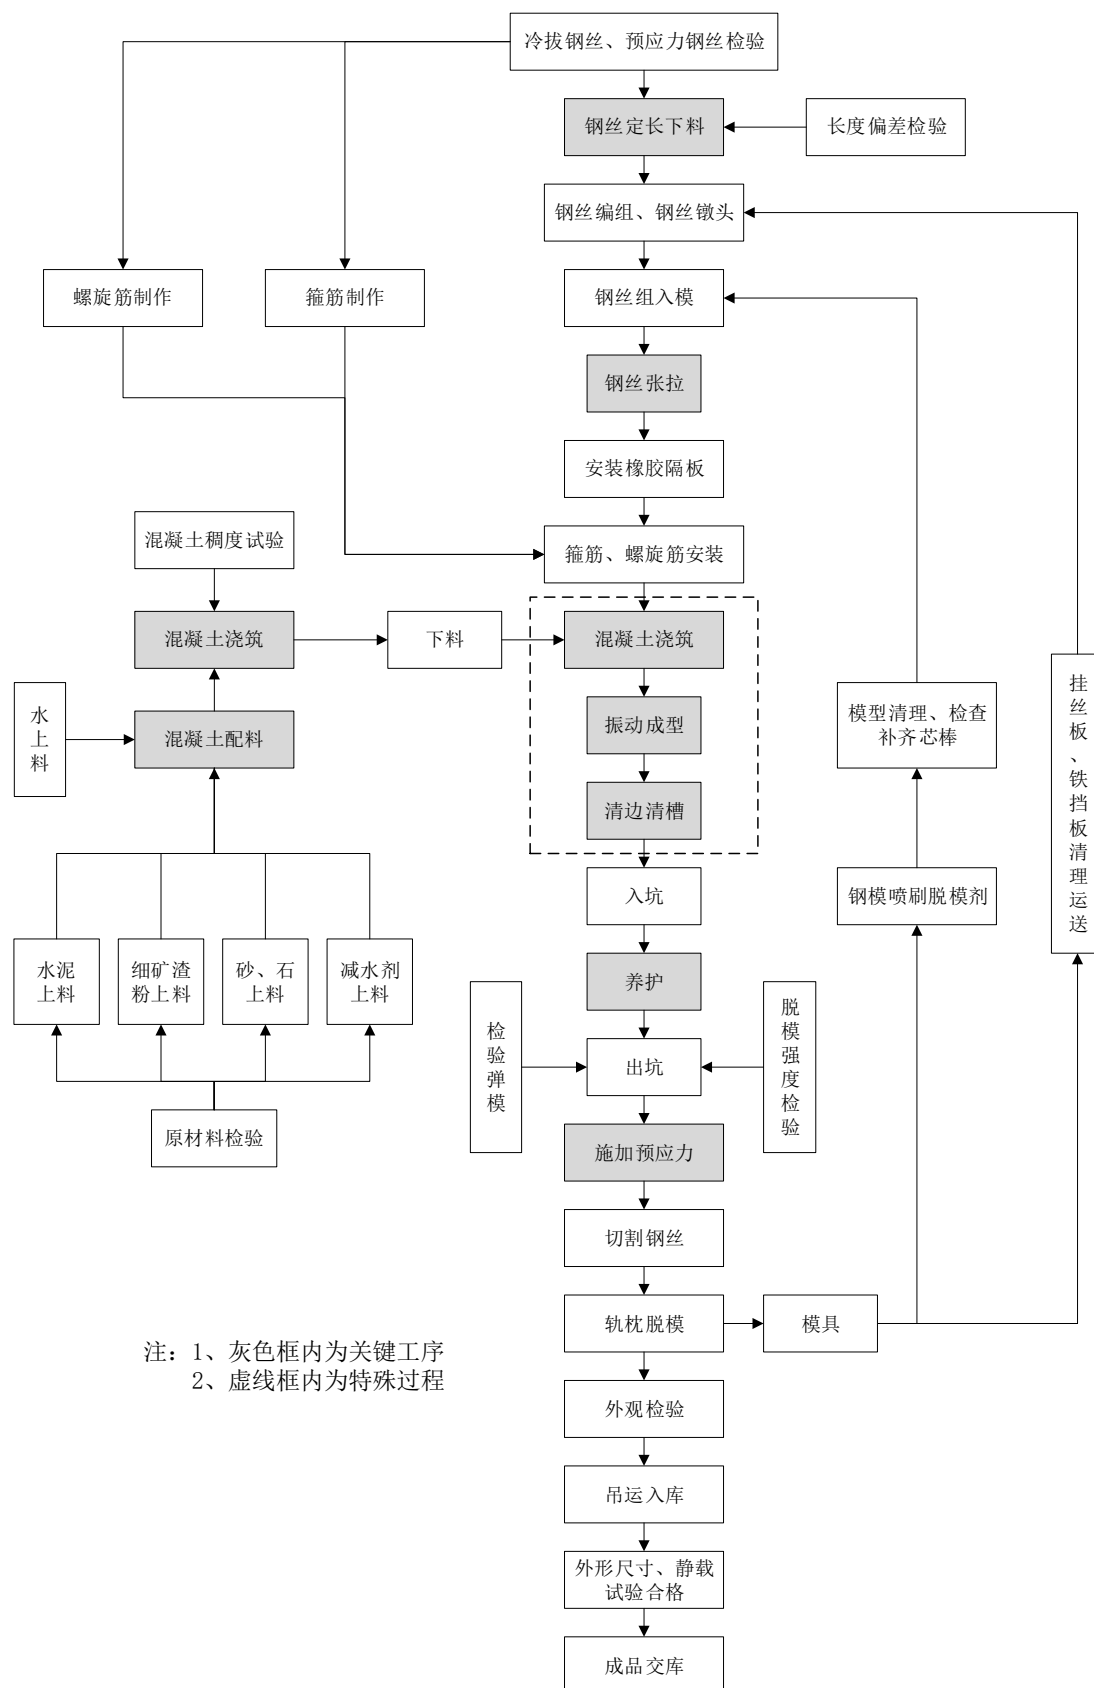 冷拔钢丝、预应力钢丝检验
钢丝定长下料
长度偏差检验
钢丝编组、钢丝镦头
螺旋筋制作
箍筋制作
钢丝组入模
钢丝张拉
安装橡胶隔板
混凝土稠度试验
箍筋、螺旋筋安装
混凝土浇筑
下料
混凝土浇筑
水上料
混凝土配料
振动成型
模型清理、检查
补齐芯棒
挂丝板、铁挡板清理运送
清边清槽
入坑
钢模喷刷脱模剂
水泥
上料
细矿渣
粉上料
砂、石
上料
减水剂
上料
养护
检验弹模
出坑
脱模强度检验
原材料检验
施加预应力
切割钢丝
轨枕脱模
模具
注：1、灰色框内为关键工序
2、虚线框内为特殊过程
外观检验
吊运入库
外形尺寸、静载
试验合格
成品交库